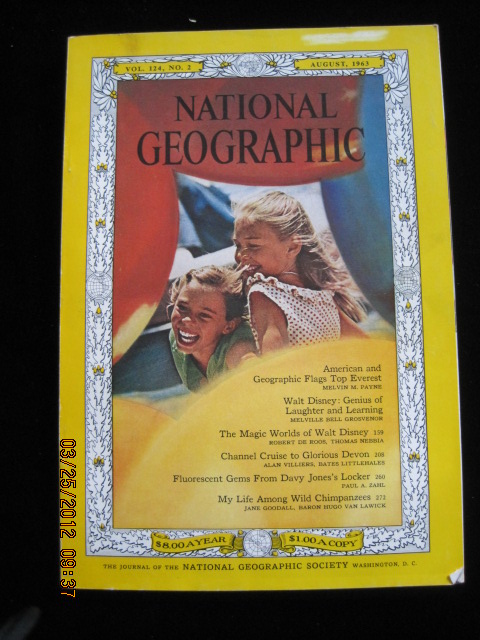 VOL. 124, NO. 2
AUGUST, 1963
NATIONAL
GEOGRAPHIC
American and
Geographic Flags Top Everest
MELVIN M. PAYNE
Walt Disney: Genius of
Laughter and Learning
MELVILLE BELL GROSVENOR
The Magic Worlds of Walt Disney 159
ROBERT DE ROOS, THOMAS NEBBIA
Channel Cruise to Glorious Devon 208
ALAN VILLIERS, BATES LITTLEHALES
Fluorescent Gems From Davy Jones's Locker 260
PAUL A. ZAHL
My Life Among Wild Chimpanzees 272
JANE GOODALL, BARON HUGO VAN LAWICK
$8.00 A YEAR
$1.00 A COPY
THE JOURNAL OF THE NATIONAL GEOGRAPHIC SOCIETY WASHINGTON, D. C.
03/25/2012 09:37